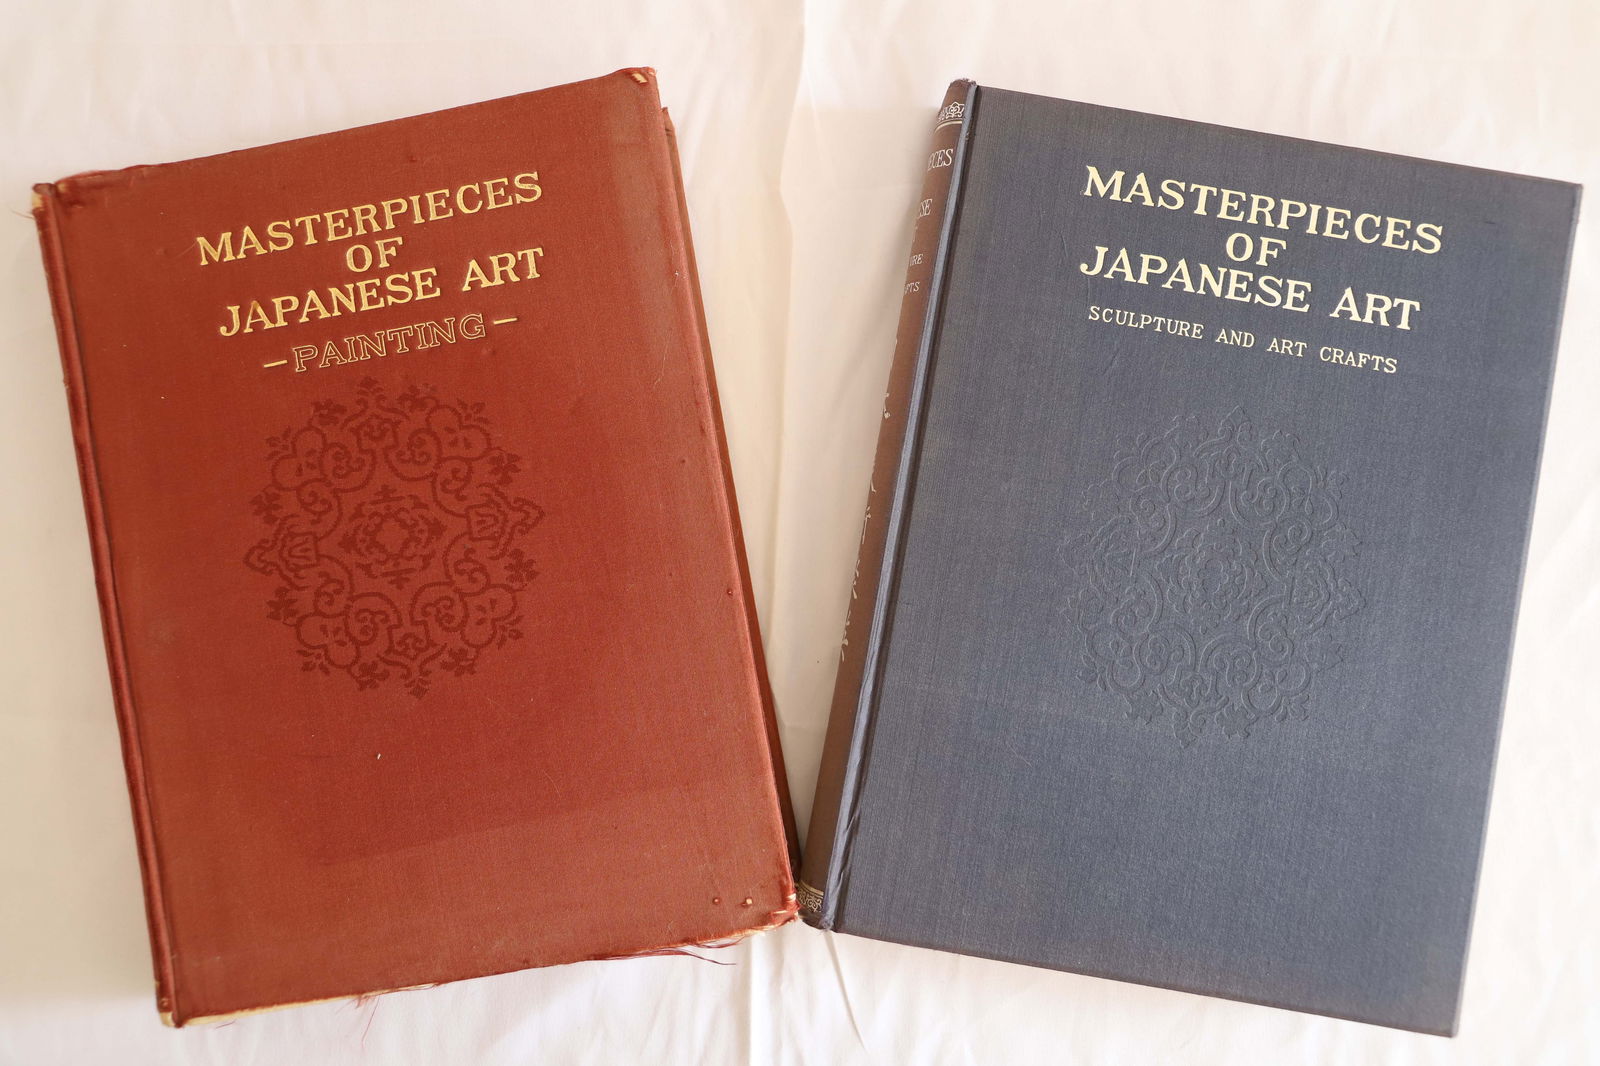 MASTERPIECES
OF
JAPANESE ART
–PAINTING–
MASTERPIECES
OF
JAPANESE ART
SCULPTURE AND ART CRAFTS